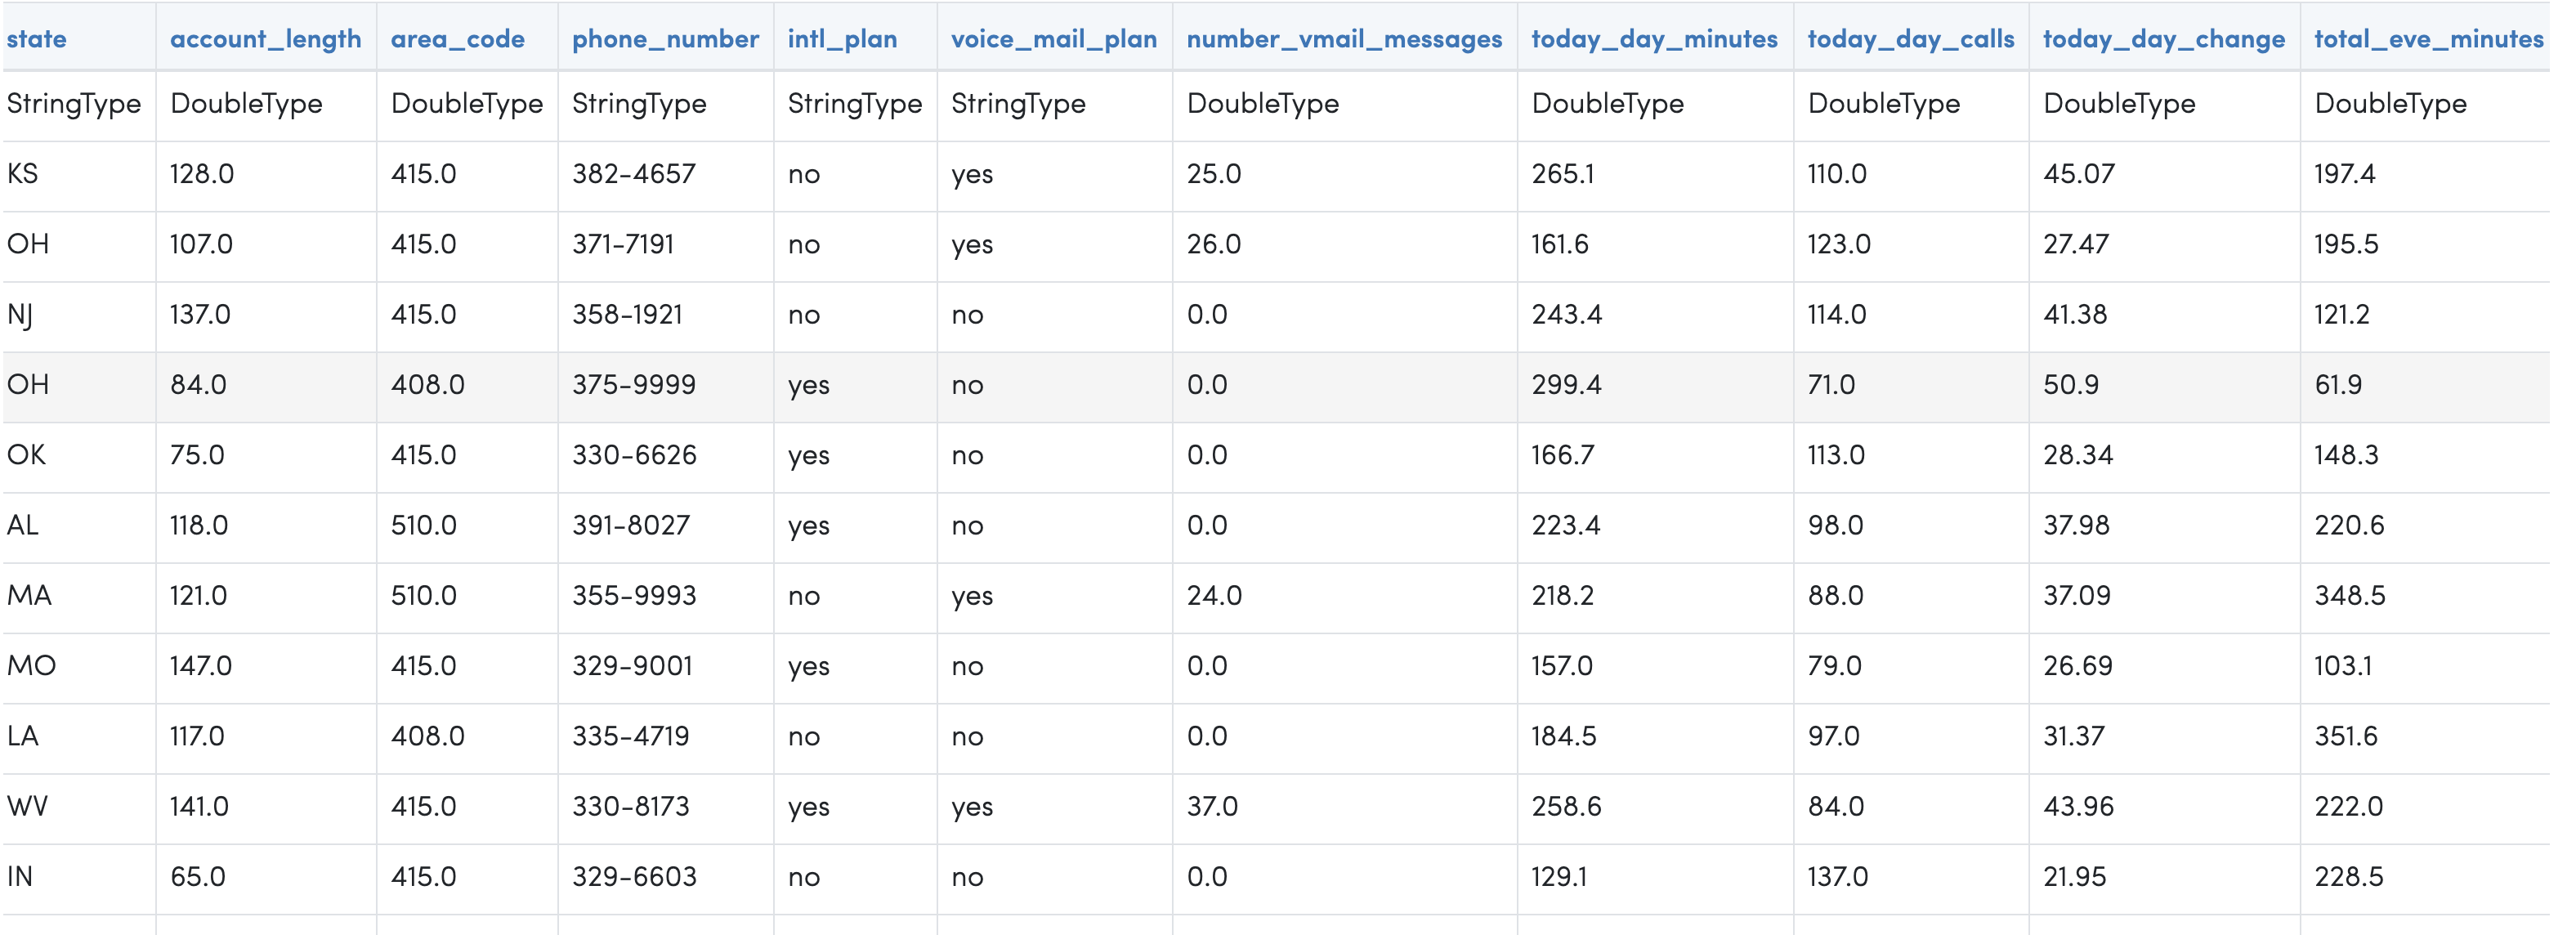 state account_length area_code phone_number intl_plan voice_mail_plan number_vmail_messages today_day_minutes today_day_calls today_day_change total_eve_minutes
StringType DoubleType DoubleType StringType StringType StringType DoubleType DoubleType DoubleType DoubleType DoubleType
KS 128.0 415.0 382-4657 no yes 25.0 265.1 110.0 45.07 197.4
OH 107.0 415.0 371-7191 no yes 26.0 161.6 123.0 27.47 195.5
NJ 137.0 415.0 358-1921 no no 0.0 243.4 114.0 41.38 121.2
OH 84.0 408.0 375-9999 yes no 0.0 299.4 71.0 50.9 61.9
OK 75.0 415.0 330-6626 yes no 0.0 166.7 113.0 28.34 148.3
AL 118.0 510.0 391-8027 yes no 0.0 223.4 98.0 37.98 220.6
MA 121.0 510.0 355-9993 no yes 24.0 218.2 88.0 37.09 348.5
MO 147.0 415.0 329-9001 yes no 0.0 157.0 79.0 26.69 103.1
LA 117.0 408.0 335-4719 no no 0.0 184.5 97.0 31.37 351.6
WV 141.0 415.0 330-8173 yes yes 37.0 258.6 84.0 43.96 222.0
IN 65.0 415.0 329-6603 no no 0.0 129.1 137.0 21.95 228.5